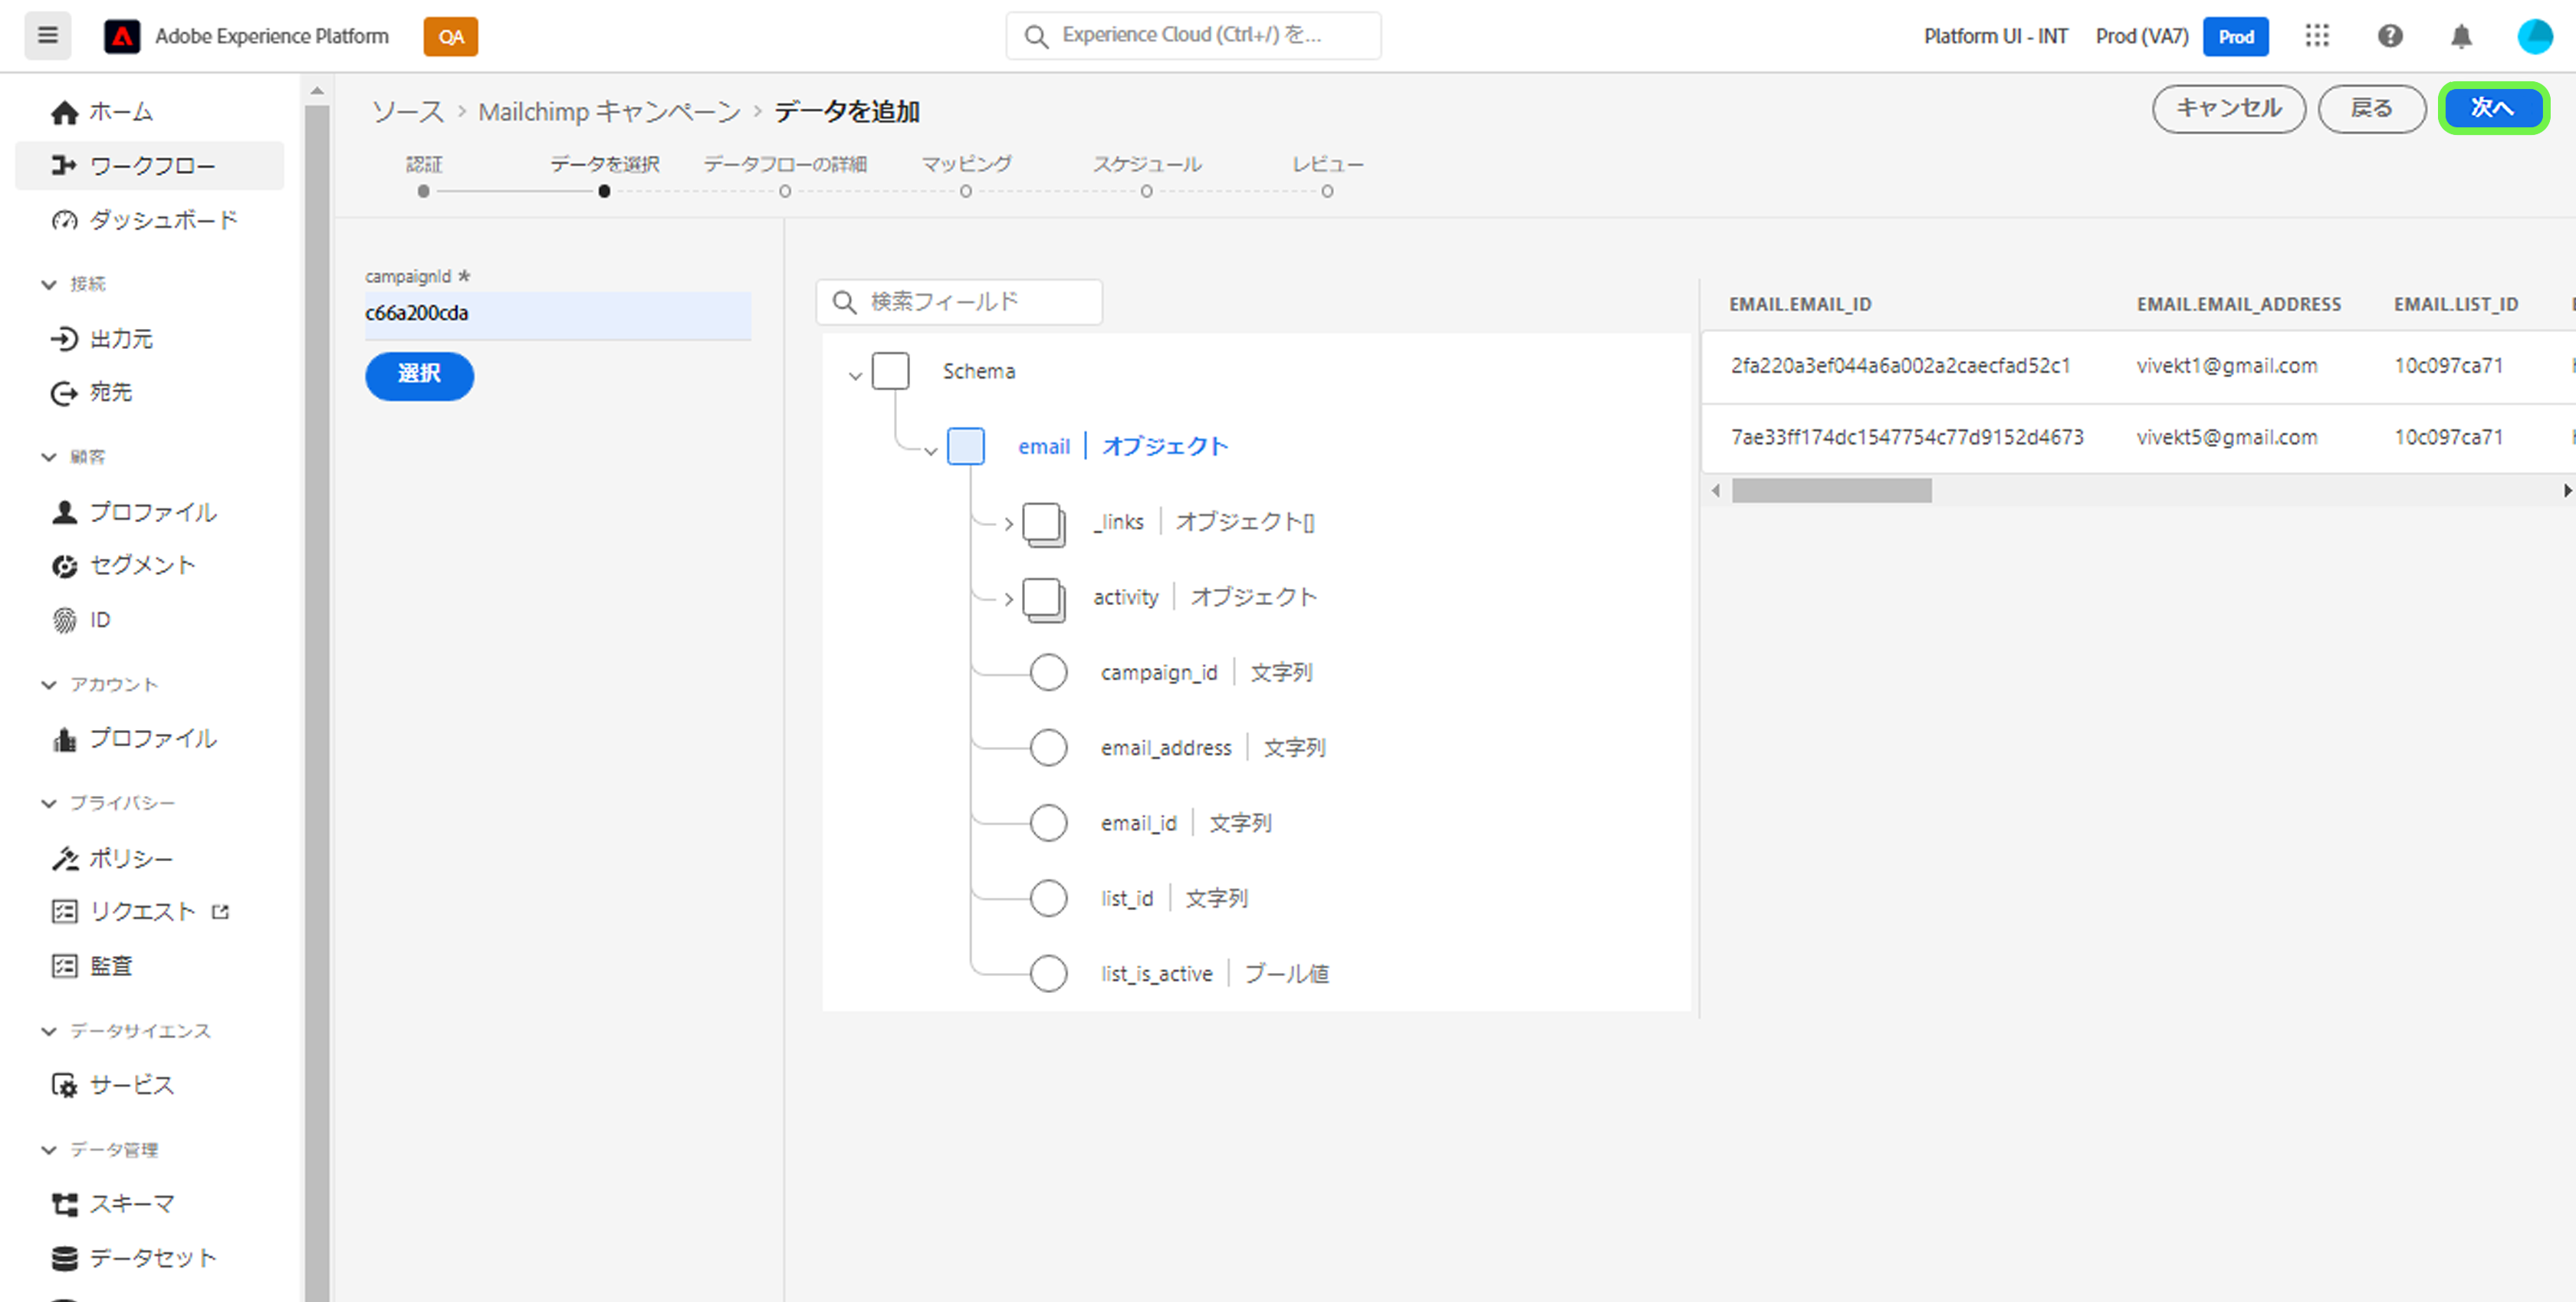 Adobe Experience Platform
QA
Experience Cloud (Ctrl+/) を...
Platform UI - INT
Prod (VA7)
Prod
ホーム
ワークフロー
ダッシュボード
接続
出力元
宛先
顧客
プロファイル
セグメント
ID
アカウント
プロファイル
プライバシー
ポリシー
リクエスト
監査
データサイエンス
サービス
データ管理
スキーマ
データセット
ソース > Mailchimp キャンペーン > データを追加
キャンセル
戻る
次へ
認証
データを選択
データフローの詳細
マッピング
スケジュール
レビュー
campaignId *
c66a200cda
選択
検索フィールド
Schema
email | オブジェクト
_links | オブジェクト[]
activity | オブジェクト
campaign_id | 文字列
email_address | 文字列
email_id | 文字列
list_id | 文字列
list_is_active | ブール値
EMAIL.EMAIL_ID EMAIL.EMAIL_ADDRESS EMAIL.LIST_ID
2fa220a3ef044a6a002a2caecfad52c1 vivekt1@gmail.com 10c097ca71
7ae33ff174dc1547754c77d9152d4673 vivekt5@gmail.com 10c097ca71